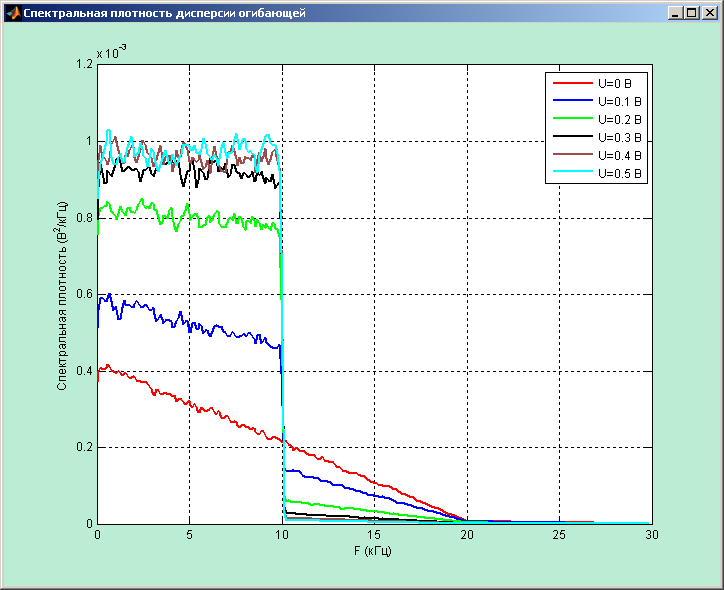 Спектральная плотность дисперсии огибающей
x 10-3
1.2
1
0.8
0.6
0.4
0.2
0
Спектральная плотность (В2/кГц)
U=0 В
U=0.1 В
U=0.2 В
U=0.3 В
U=0.4 В
U=0.5 В
0 5 10 15 20 25 30
F (кГц)